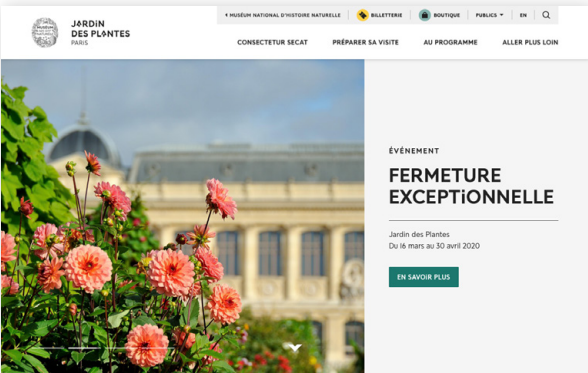 MUSÉUM NATIONAL D'HISTOIRE NATURELLE
BILLETTERIE
BOUTIQUE
PUBLICS
EN
JARDiN
DES PLANTES
PARIS
CONSECTETUR SECAT
PRÉPARER SA VISITE
AU PROGRAMME
ALLER PLUS LOIN
ÉVÉNEMENT
FERMETURE
EXCEPTiONNELLE
Jardin des Plantes
Du 16 mars au 30 avril 2020
EN SAVOIR PLUS